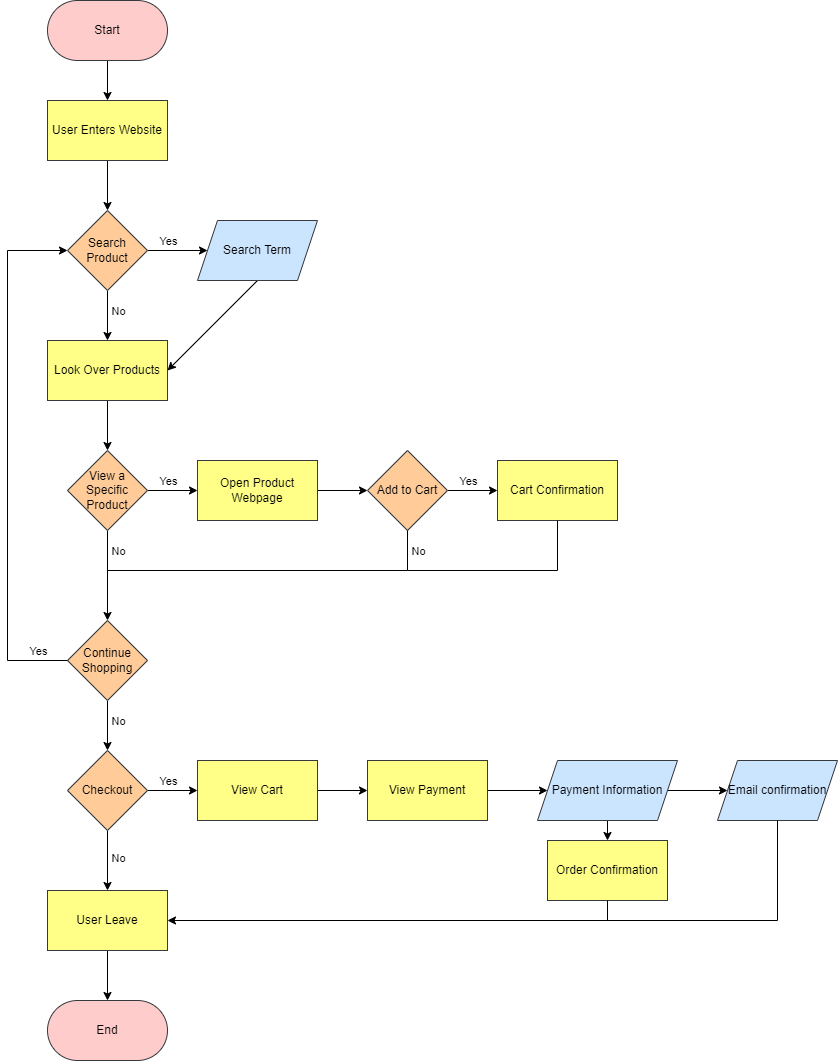 Start
User Enters Website
Search
Product
Yes
Search Term
No
Look Over Products
View a
Specific
Product
Yes
Open Product
Webpage
Add to Cart
Yes
Cart Confirmation
No
No
Continue
Shopping
Yes
No
Checkout
Yes
View Cart
View Payment
Payment Information
Email confirmation
No
Order Confirmation
User Leave
End